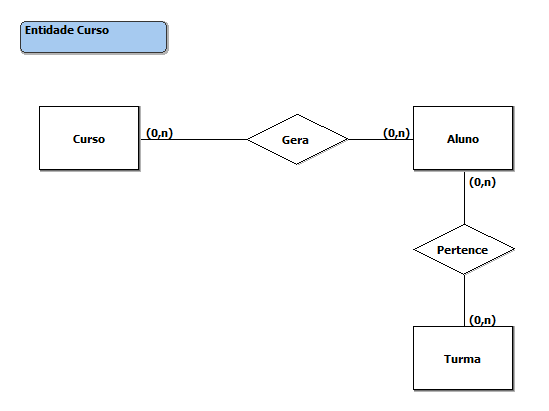 Entidade Curso
Curso
(0,n)
Gera
(0,n)
Aluno
(0,n)
Pertence
(0,n)
Turma